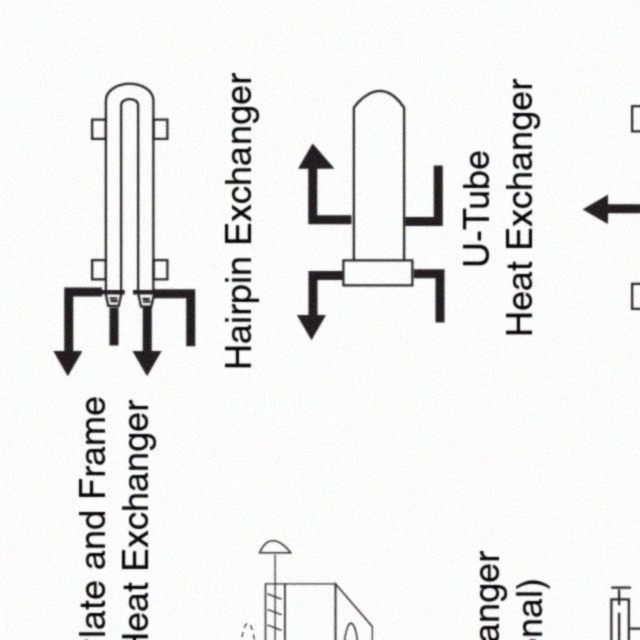 Hairpin Exchanger
U-Tube
Heat Exchanger
late and Frame
Heat Exchanger
anger
nal)